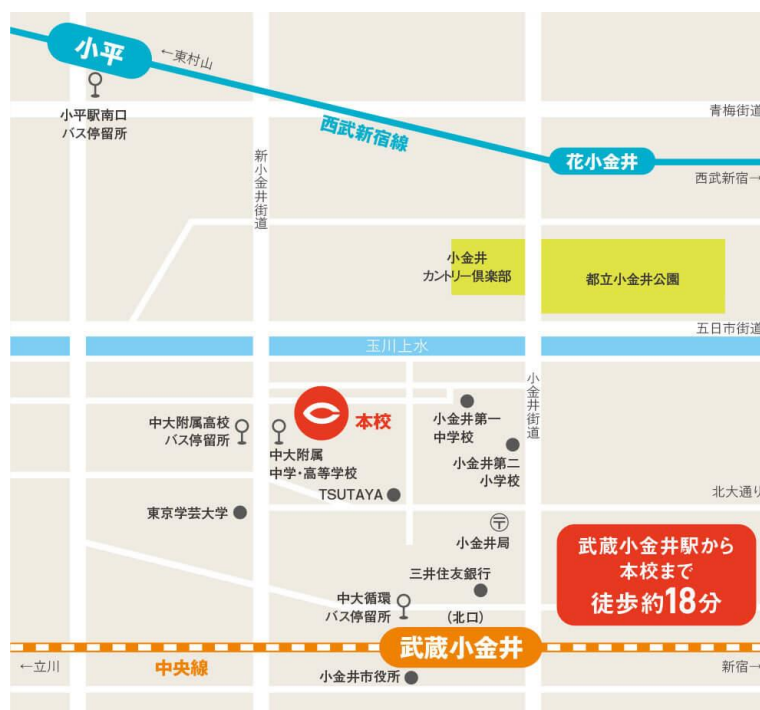 小平
←東村山
小平駅南口
バス停留所
西武新宿線
青梅街道
花小金井
西武新宿→
新小金井街道
小金井
カントリー倶楽部
都立小金井公園
五日市街道
玉川上水
小金井街道
本校
中大附属高校
バス停留所
中大附属
中学・高等学校
小金井第一
中学校
小金井第二
小学校
TSUTAYA
北大通り
東京学芸大学
〒
小金井局
武蔵小金井駅から
本校まで
徒歩約18分
三井住友銀行
中大循環
バス停留所
(北口)
武蔵小金井
←立川
中央線
新宿→
小金井市役所